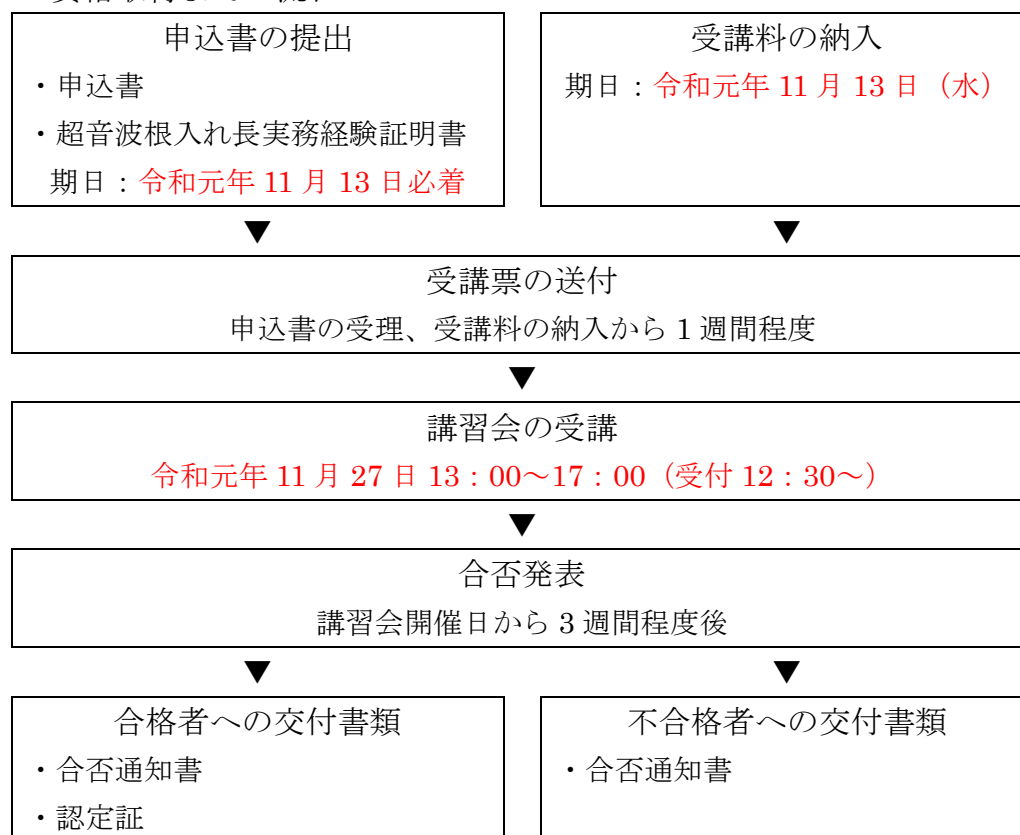 申込書の提出
・申込書
・超音波根入れ長実務経験証明書
期日：令和元年 11 月 13 日必着
受講料の納入
期日：令和元年 11 月 13 日（水）
▼ ▼
受講票の送付
申込書の受理、受講料の納入から 1 週間程度
▼
講習会の受講
令和元年 11 月 27 日 13：00～17：00（受付 12：30～）
▼
合否発表
講習会開催日から 3 週間程度後
▼ ▼
合格者への交付書類
・合否通知書
・認定証
不合格者への交付書類
・合否通知書